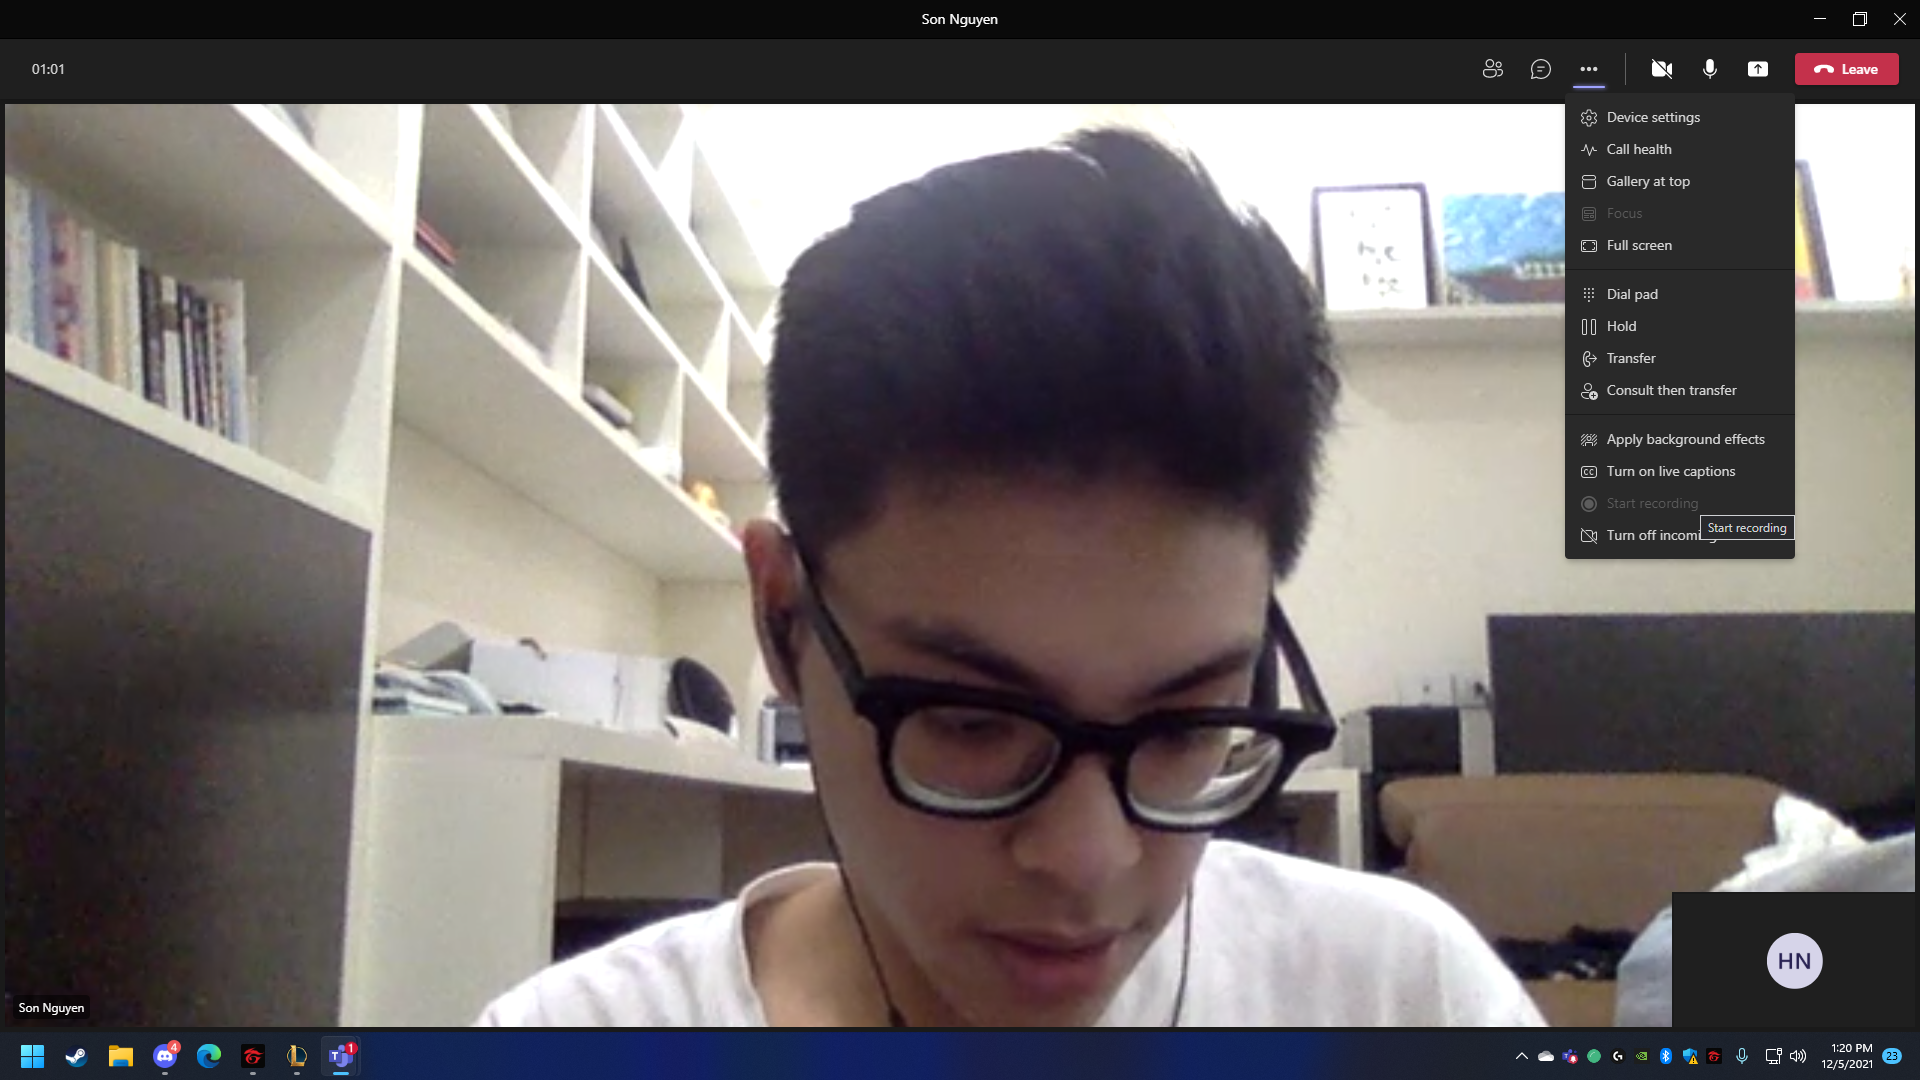 Son Nguyen
01:01
Leave
Device settings
Call health
Gallery at top
Focus
Full screen
Dial pad
Hold
Transfer
Consult then transfer
Apply background effects
Turn on live captions
Start recording
Start recording
Turn off incoming
HN
Son Nguyen
4
1
1:20 PM
12/5/2021
23